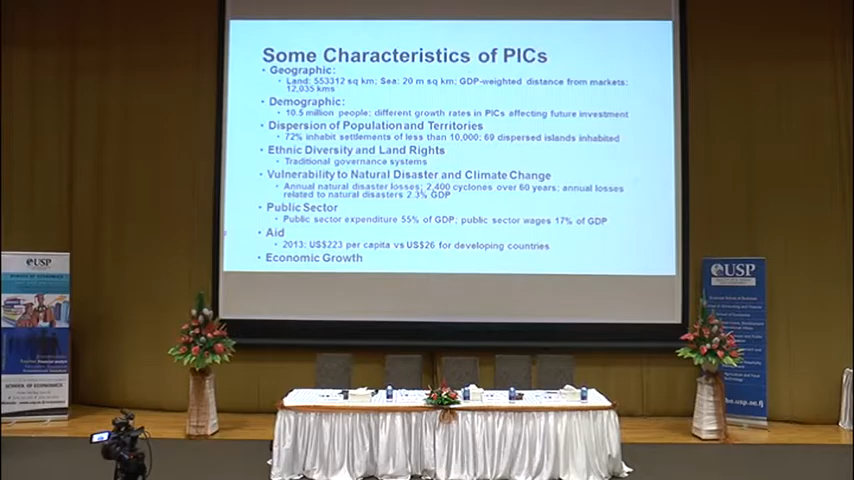 Some Characteristics of PICs
• Geographic:
• Land: 553312 sq km; Sea: 20 m sq km; GDP-weighted distance from markets:
12,035 kms
• Demographic:
• 10.5 million people; different growth rates in PICs affecting future investment
• Dispersion of Population and Territories
• 72% inhabit settlements of less than 10,000; 69 dispersed islands inhabited
• Ethnic Diversity and Land Rights
• Traditional governance systems
• Vulnerability to Natural Disaster and Climate Change
• Annual natural disaster losses; 2,400 cyclones over 60 years; annual losses
related to natural disasters 2.3% GDP
• Public Sector
• Public sector expenditure 55% of GDP; public sector wages 17% of GDP
• Aid
• 2013: US$223 per capita vs US$26 for developing countries
• Economic Growth
USP
SCHOOL OF ECONOMICS
SCHOOL OF ECONOMICS
USP